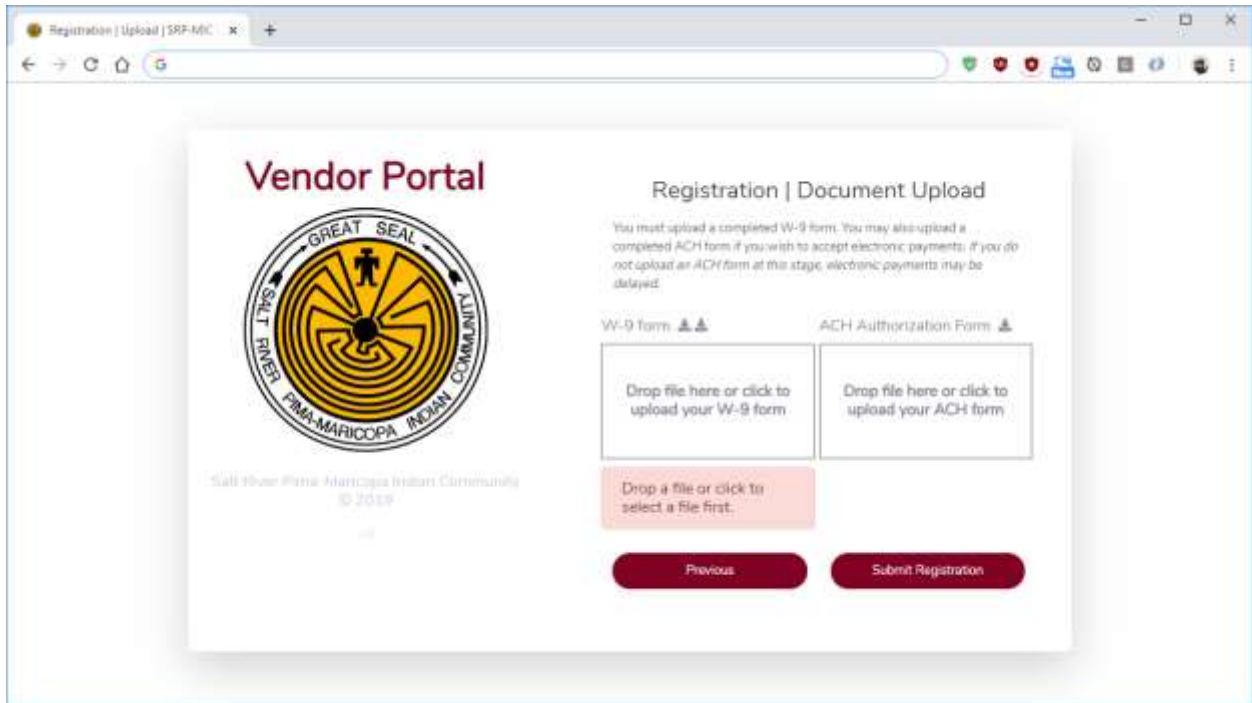 Registration | Upload | SRP-MIC
Vendor Portal
GREAT SEAL
SALT RIVER PIMA-MARICOPA INDIAN COMMUNITY
Salt River Pima-Maricopa Indian Community
© 2019
Registration | Document Upload
You must upload a completed W-9 form. You may also upload a
completed ACH form if you wish to accept electronic payments. If you do
not upload an ACH form at this stage, electronic payments may be
delayed.
W-9 form
ACH Authorization Form
Drop file here or click to
upload your W-9 form
Drop file here or click to
upload your ACH form
Drop a file or click to
select a file first.
Previous
Submit Registration